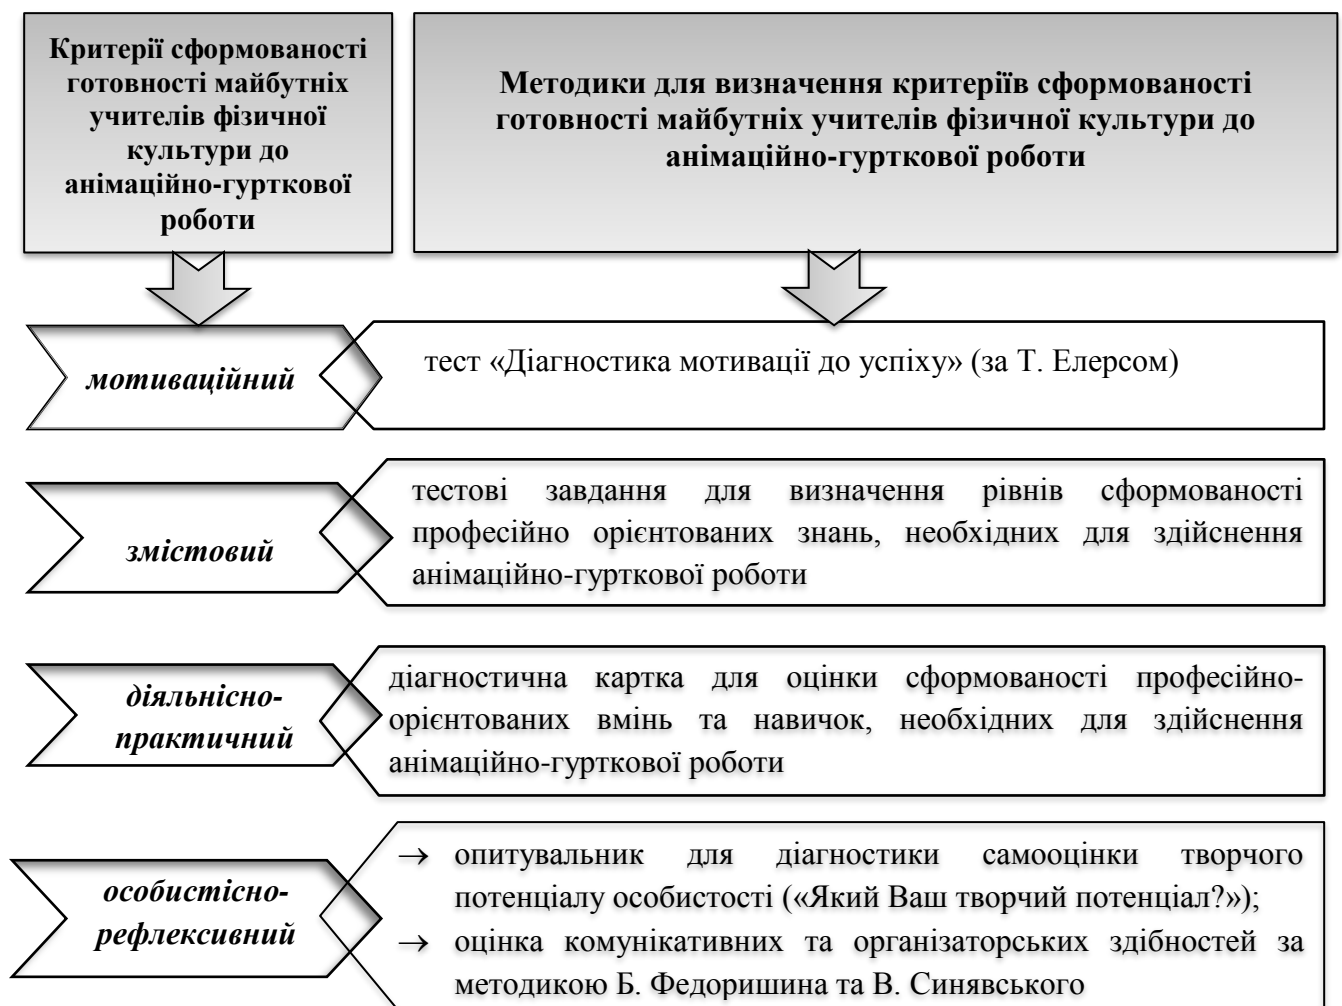 Критерії сформованості
готовності майбутніх
учителів фізичної
культури до
анімаційно-гурткової
роботи
Методики для визначення критеріїв сформованості
готовності майбутніх учителів фізичної культури до
анімаційно-гурткової роботи
мотиваційний
тест «Діагностика мотивації до успіху» (за Т. Елерсом)
змістовий
тестові завдання для визначення рівнів сформованості
професійно орієнтованих знань, необхідних для здійснення
анімаційно-гурткової роботи
діяльнісно-
практичний
діагностична картка для оцінки сформованості професійно-
орієнтованих вмінь та навичок, необхідних для здійснення
анімаційно-гурткової роботи
особистісно-
рефлексивний
→ опитувальник для діагностики самооцінки творчого
потенціалу особистості («Який Ваш творчий потенціал?»);
→ оцінка комунікативних та організаторських здібностей за
методикою Б. Федоришина та В. Синявського